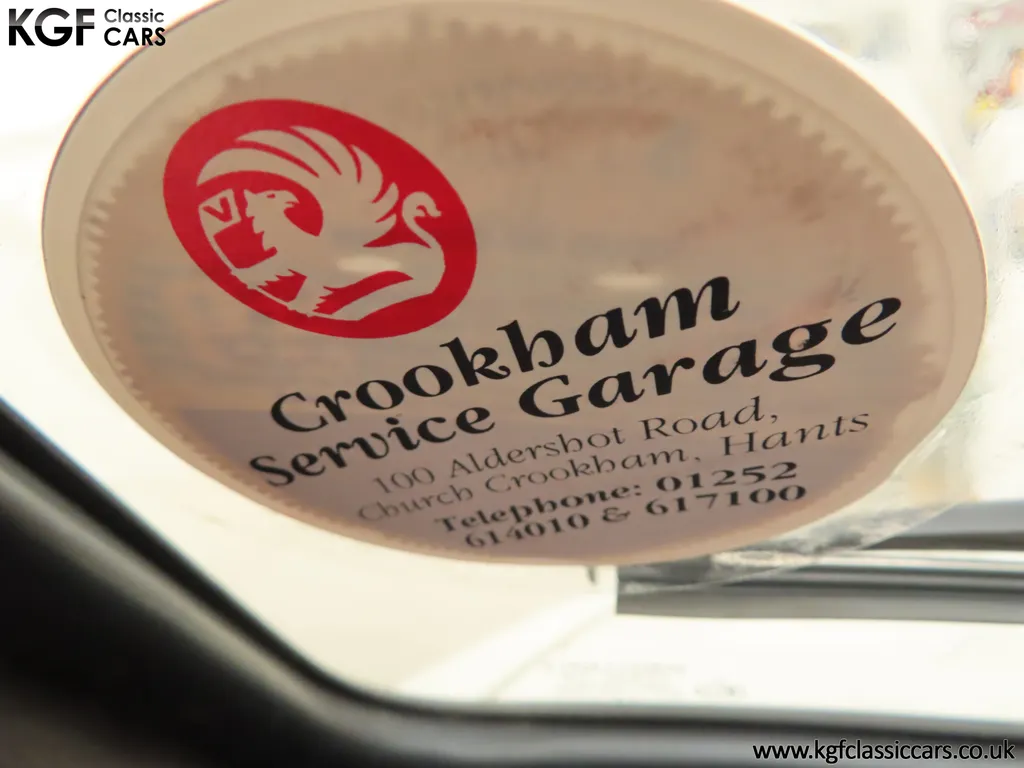 KGF Classic
CARS
V
Crookham
Service Garage
100 Aldershot Road,
Church Crookham, Hants
Telephone: 01252
614010 & 617100
www.kgfclassiccars.co.uk